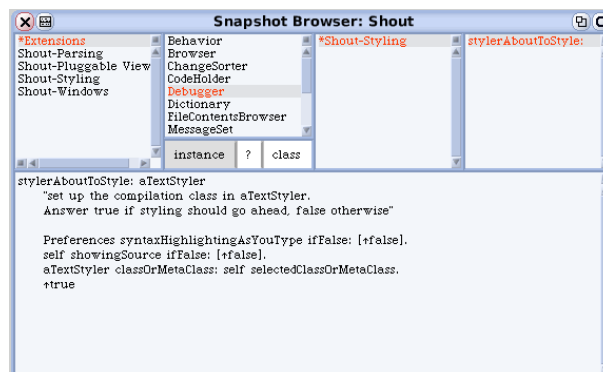 Snapshot Browser: Shout
*Extensions
Shout-Parsing
Shout-Pluggable View
Shout-Styling
Shout-Windows
Behavior
Browser
ChangeSorter
CodeHolder
Debugger
Dictionary
FileContentsBrowser
MessageSet
instance ? class
*Shout-Styling
stylerAboutToStyle:
stylerAboutToStyle: aTextStyler
"set up the compilation class in aTextStyler.
Answer true if styling should go ahead, false otherwise"
Preferences syntaxHighlightingAsYouType ifFalse: [↑false].
self showingSource ifFalse: [↑false].
aTextStyler classOrMetaClass: self selectedClassOrMetaClass.
↑true